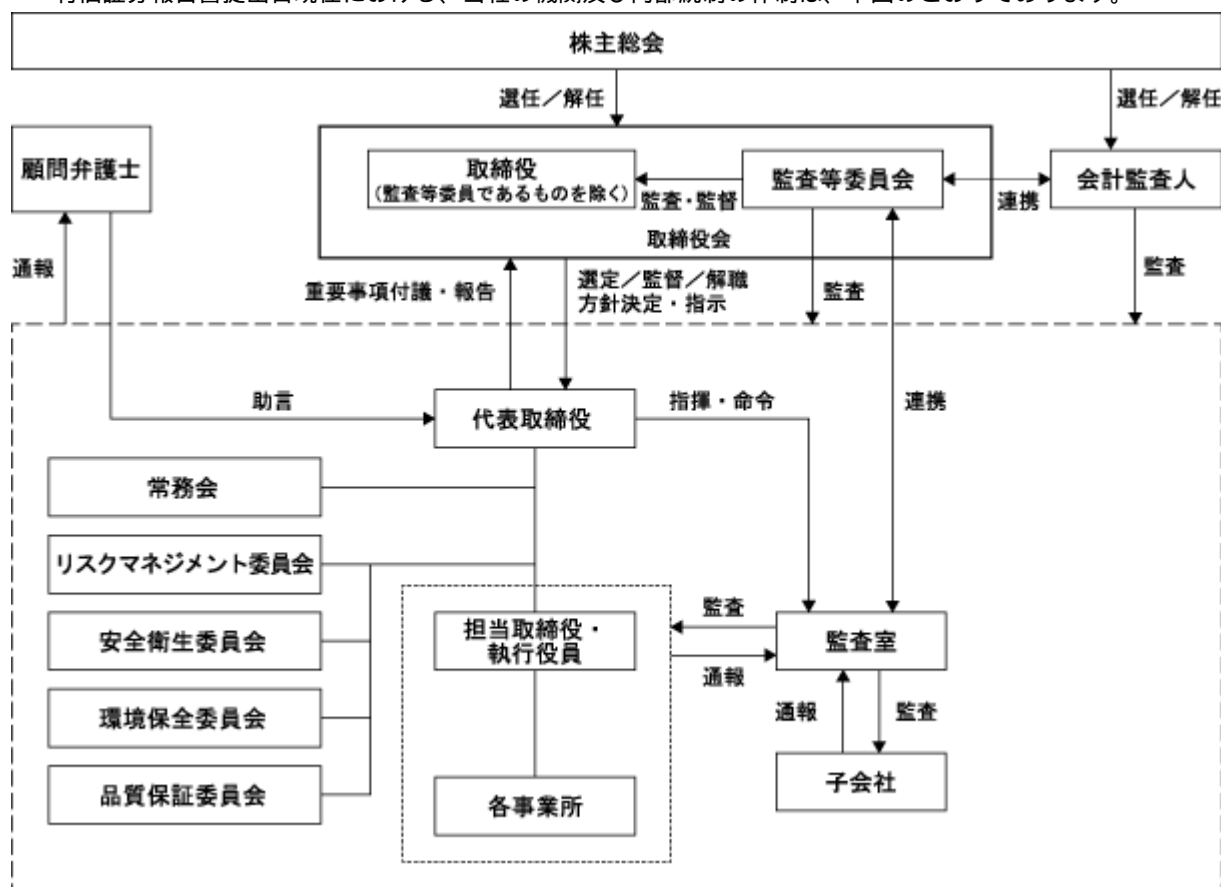 株主総会
選任／解任
選任／解任
顧問弁護士
取締役
(監査等委員であるものを除く)
監査・監督
監査等委員会
連携
会計監査人
取締役会
通報
重要事項付議・報告
選定／監督／解職
方針決定・指示
監査
監査
助言
代表取締役
指揮・命令
連携
常務会
リスクマネジメント委員会
安全衛生委員会
環境保全委員会
品質保証委員会
担当取締役・
執行役員
各事業所
監査
通報
監査室
通報
監査
子会社